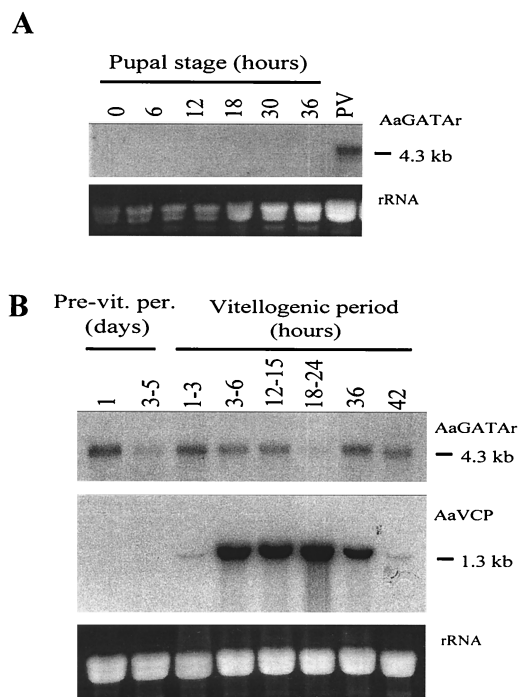 A
Pupal stage (hours)
0 6 12 18 30 36 PV
AaGATAr
4.3 kb
rRNA
B
Pre-vit. per. (days)
Vitellogenic period (hours)
1 3-5 1-3 3-6 12-15 18-24 36 42
AaGATAr
4.3 kb
AaVCP
1.3 kb
rRNA